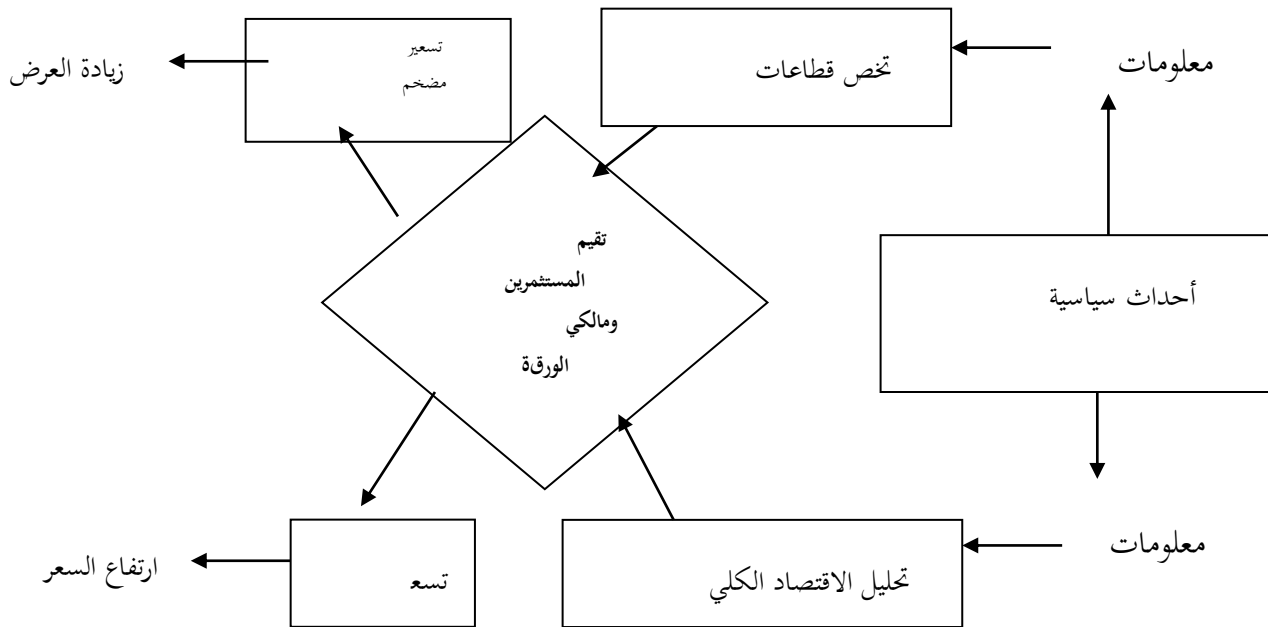 معلومات
تخص قطاعات
تسعير
مضخم
زيادة العرض
أحداث سياسية
تقيم
المستثمرين
ومالكي
الورقة
معلومات
تحليل الاقتصاد الكلي
تسع
ارتفاع السعر